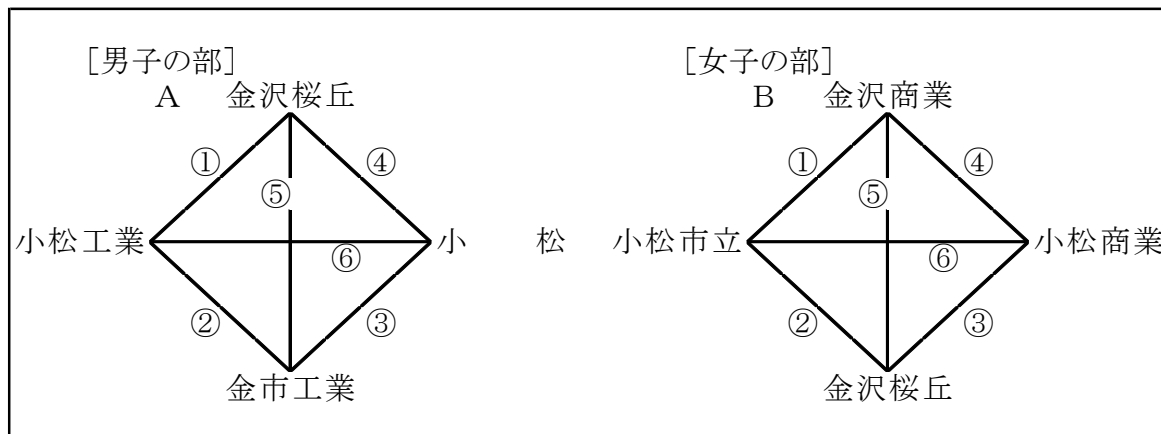 ［男子の部］ ［女子の部］
A 金沢桜丘 B 金沢商業
① ④ ① ④
⑤ ⑤
小松工業 小 松 小松市立 小松商業
⑥ ⑥
② ③ ② ③
金市工業 金沢桜丘